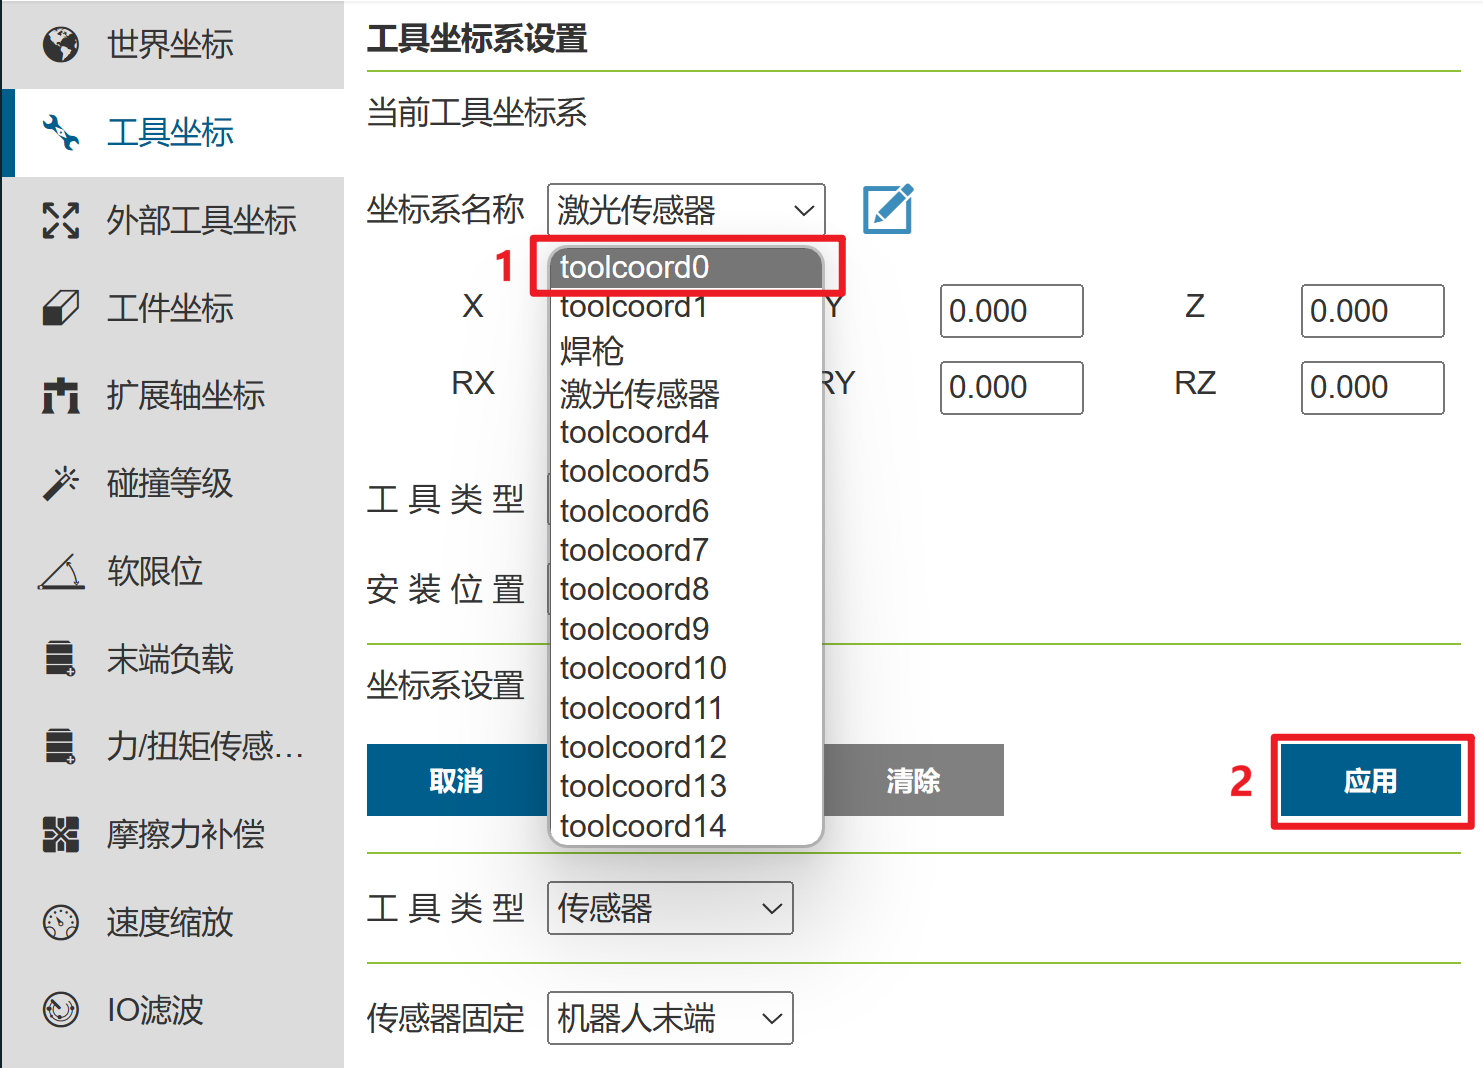 世界坐标
工具坐标
外部工具坐标
工件坐标
扩展轴坐标
碰撞等级
软限位
末端负载
力/扭矩传感...
摩擦力补偿
速度缩放
IO滤波
工具坐标系设置
当前工具坐标系
坐标系名称 激光传感器
1 toolcoord0
toolcoord1
焊枪
激光传感器
toolcoord4
toolcoord5
toolcoord6
toolcoord7
toolcoord8
toolcoord9
toolcoord10
toolcoord11
toolcoord12
toolcoord13
toolcoord14
X Y 0.000 Z 0.000
RX RY 0.000 RZ 0.000
工具类型
安装位置
坐标系设置
取消 清除 2 应用
工具类型 传感器
传感器固定 机器人末端